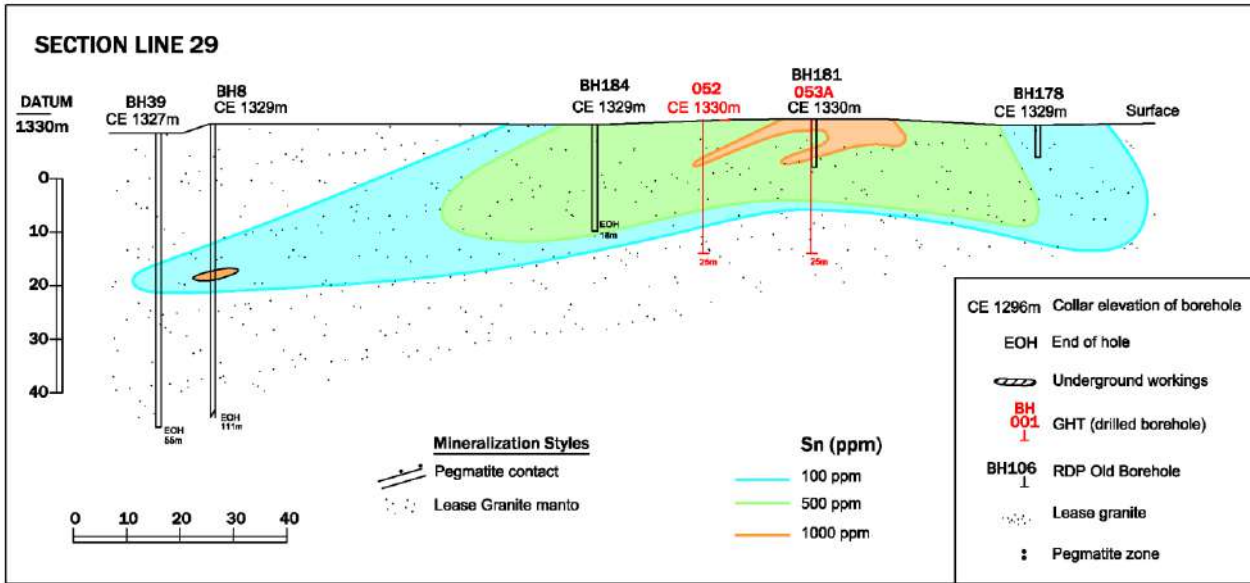 SECTION LINE 29
DATUM
1330m
BH39
CE 1327m
BH8
CE 1329m
BH184
CE 1329m
052
CE 1330m
BH181
053A
CE 1330m
BH178
CE 1329m
Surface
0
10
20
30
40
EOH
18m
25m
25m
EOH
55m
EOH
111m
0 10 20 30 40
Mineralization Styles
Pegmatite contact
Lease Granite manto
Sn (ppm)
100 ppm
500 ppm
1000 ppm
CE 1296m Collar elevation of borehole
EOH End of hole
Underground workings
BH
001 GHT (drilled borehole)
BH106 RDP Old Borehole
Lease granite
Pegmatite zone